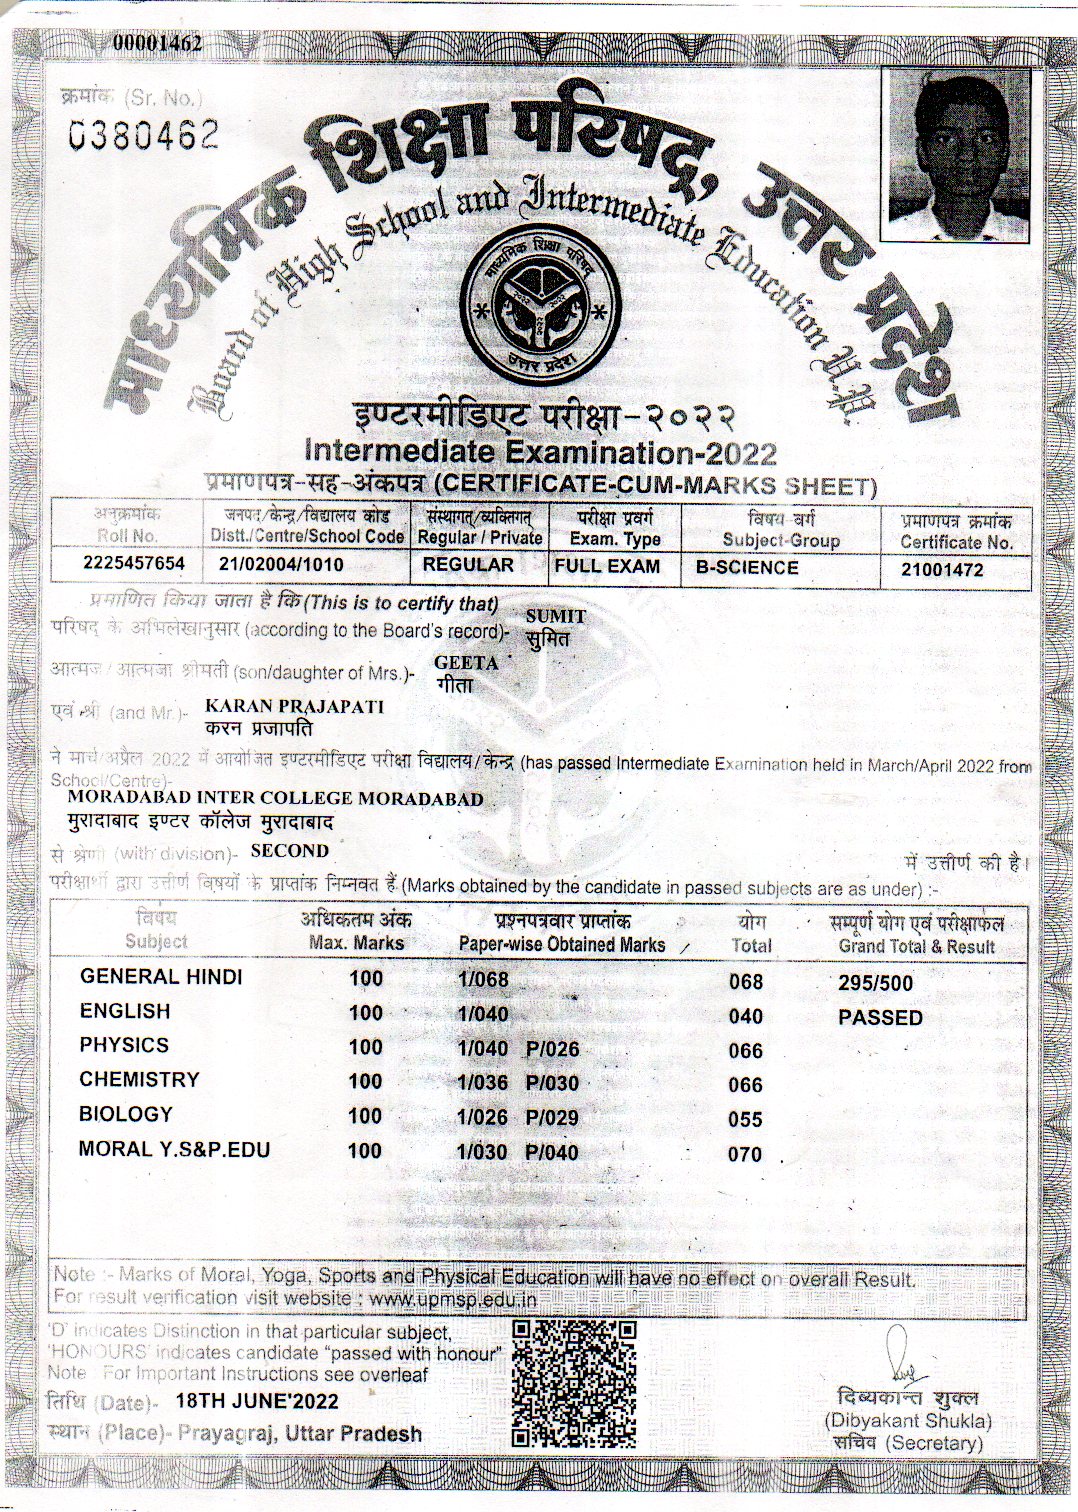 00001462
क्रमांक (Sr. No.)
0380462
माध्यमिक शिक्षा परिषद्, उत्तर प्रदेश
Board of High School and Intermediate Education U.P.
माध्यमिक शिक्षा परिषद्
उत्तर प्रदेश
इण्टरमीडिएट परीक्षा-२०२२
Intermediate Examination-2022
प्रमाणपत्र-सह-अंकपत्र (CERTIFICATE-CUM-MARKS SHEET)
अनुक्रमांक जनपद/केन्द्र/विद्यालय कोड संस्थागत्/व्यक्तिगत् परीक्षा प्रवर्ग विषय वर्ग प्रमाणपत्र क्रमांक
Roll No. Distt./Centre/School Code Regular / Private Exam. Type Subject-Group Certificate No.
2225457654 21/02004/1010 REGULAR FULL EXAM B-SCIENCE 21001472
प्रमाणित किया जाता है कि (This is to certify that)
परिषद् के अभिलेखानुसार (according to the Board's record)- SUMIT
सुमित
आत्मज / आत्मजा श्रीमती (son/daughter of Mrs.)- GEETA
गीता
एवं श्री (and Mr.)- KARAN PRAJAPATI
करन प्रजापति
ने मार्च/अप्रैल 2022 में आयोजित इण्टरमीडिएट परीक्षा विद्यालय/केन्द्र (has passed Intermediate Examination held in March/April 2022 from
School/Centre)-
MORADABAD INTER COLLEGE MORADABAD
मुरादाबाद इण्टर कॉलेज मुरादाबाद
से श्रेणी (with division)- SECOND में उत्तीर्ण की है।
परीक्षार्थी द्वारा उत्तीर्ण विषयों के प्राप्तांक निम्नवत हैं (Marks obtained by the candidate in passed subjects are as under) :-
विषय अधिकतम अंक प्रश्नपत्रवार प्राप्तांक योग सम्पूर्ण योग एवं परीक्षाफल
Subject Max. Marks Paper-wise Obtained Marks Total Grand Total & Result
GENERAL HINDI 100 1/068 068 295/500
ENGLISH 100 1/040 040 PASSED
PHYSICS 100 1/040 P/026 066
CHEMISTRY 100 1/036 P/030 066
BIOLOGY 100 1/026 P/029 055
MORAL Y.S&P.EDU 100 1/030 P/040 070
Note :- Marks of Moral, Yoga, Sports and Physical Education will have no effect on overall Result.
For result verification visit website : www.upmsp.edu.in
'D' indicates Distinction in that particular subject,
'HONOURS' indicates candidate "passed with honour"
Note For Important Instructions see overleaf
तिथि (Date)- 18TH JUNE'2022
स्थान (Place)- Prayagraj, Uttar Pradesh
दिब्यकान्त शुक्ल
(Dibyakant Shukla)
सचिव (Secretary)